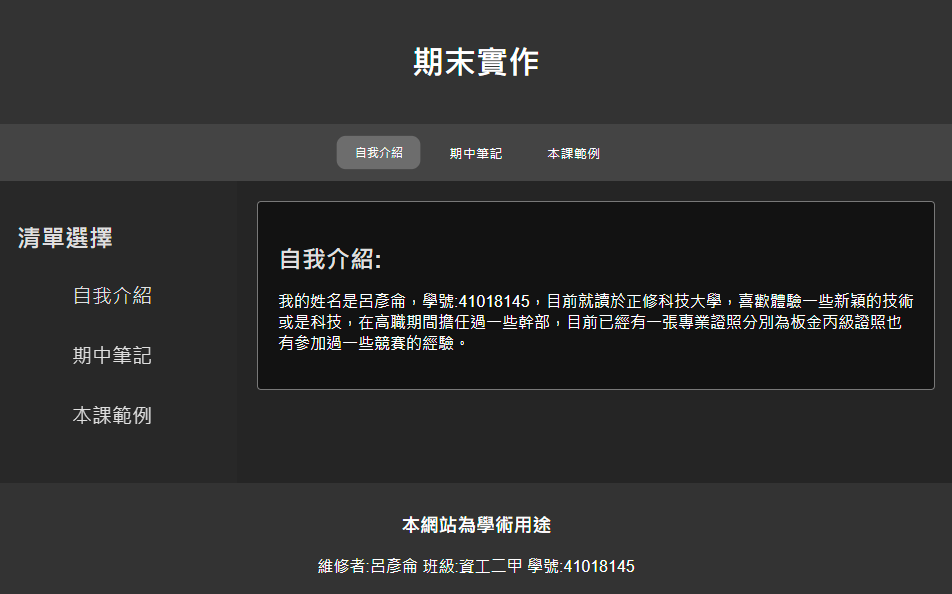 期末實作
自我介紹 期中筆記 本課範例
清單選擇
自我介紹
期中筆記
本課範例
自我介紹:
我的姓名是呂彥侖，學號:41018145，目前就讀於正修科技大學，喜歡體驗一些新穎的技術
或是科技，在高職期間擔任過一些幹部，目前已經有一張專業證照分別為板金丙級證照也
有參加過一些競賽的經驗。
本網站為學術用途
維修者:呂彥侖 班級:資工二甲 學號:41018145